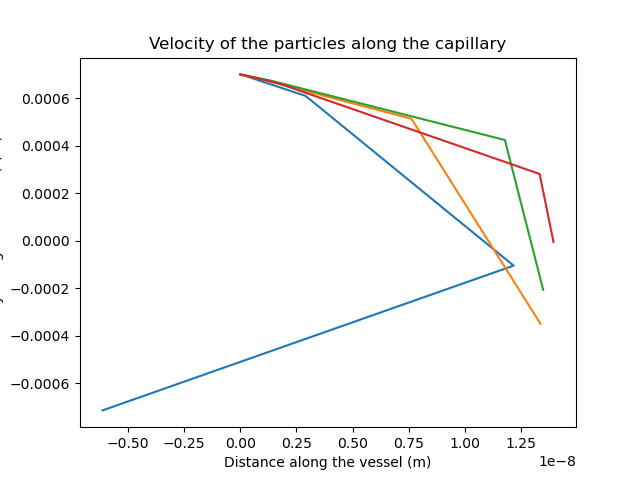 Velocity of the particles along the capillary
0.0006
0.0004
0.0002
0.0000
−0.0002
−0.0004
−0.0006
−0.50 −0.25 0.00 0.25 0.50 0.75 1.00 1.25
1e−8
Distance along the vessel (m)